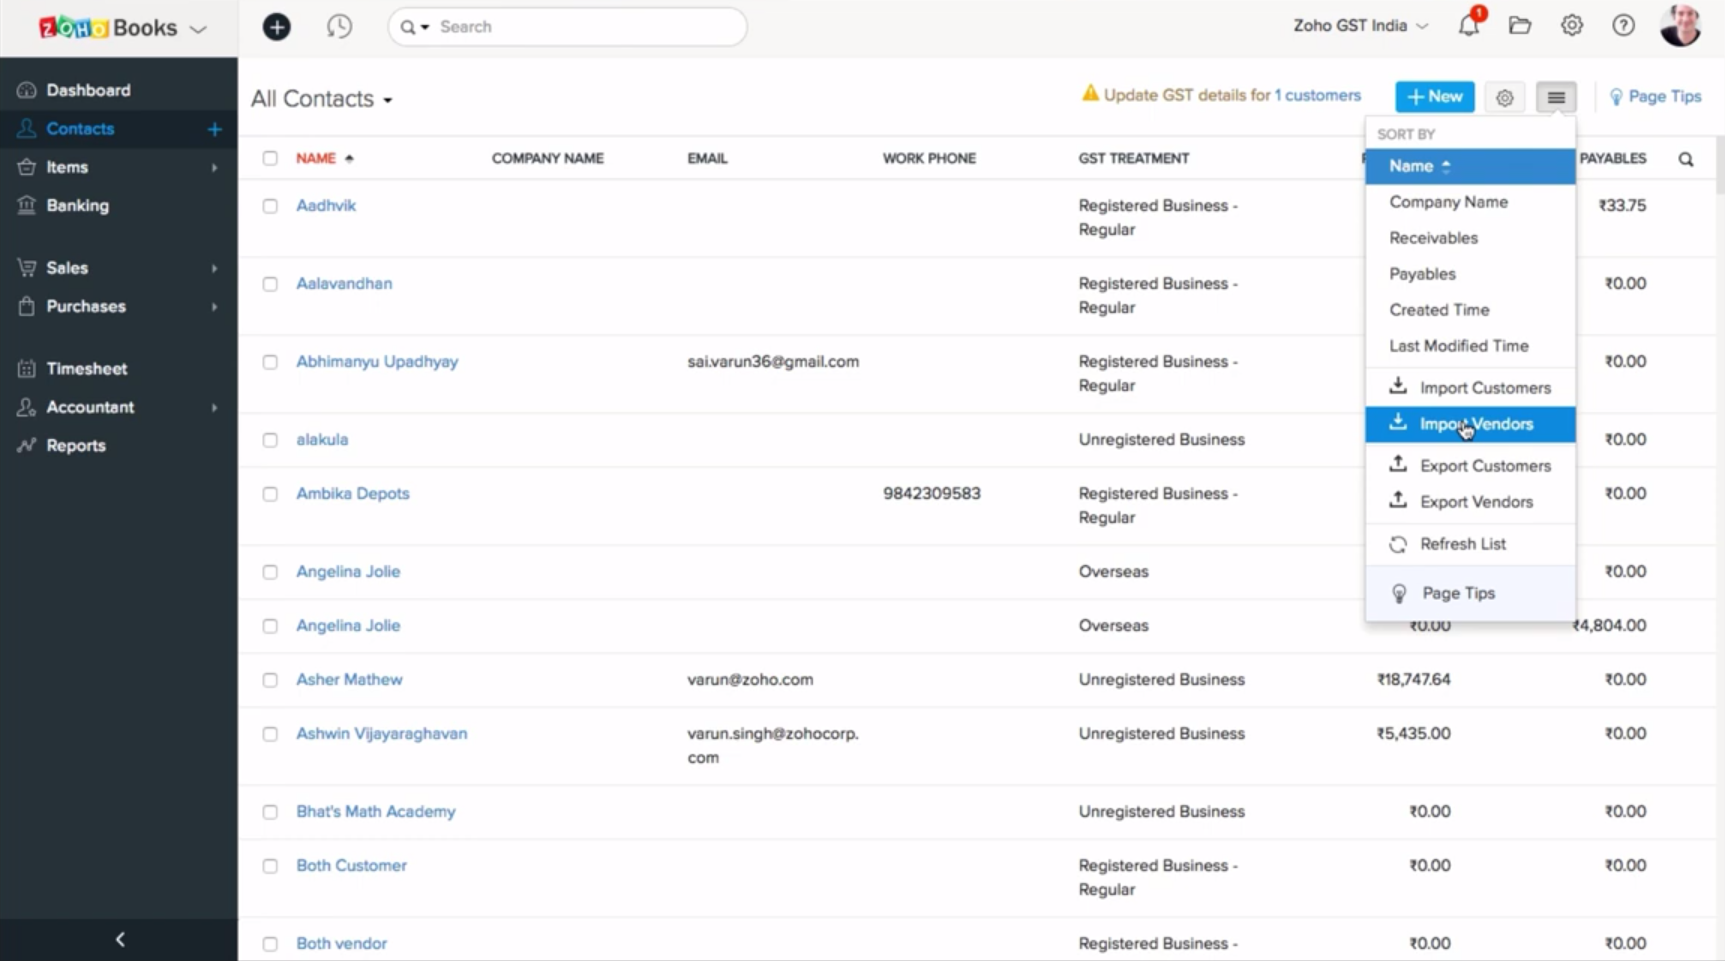 ZOHO Books
Search
Zoho GST India
1
Dashboard
Contacts
Items
Banking
Sales
Purchases
Timesheet
Accountant
Reports
All Contacts
Update GST details for 1 customers
+ New
Page Tips
NAME COMPANY NAME EMAIL WORK PHONE GST TREATMENT PAYABLES
Aadhvik Registered Business - ₹33.75
Regular
Aalavandhan Registered Business - ₹0.00
Regular
Abhimanyu Upadhyay sai.varun36@gmail.com Registered Business - ₹0.00
Regular
alakula Unregistered Business ₹0.00
Ambika Depots 9842309583 Registered Business - ₹0.00
Regular
Angelina Jolie Overseas ₹0.00
Angelina Jolie Overseas ₹0.00 ₹4,804.00
Asher Mathew varun@zoho.com Unregistered Business ₹18,747.64 ₹0.00
Ashwin Vijayaraghavan varun.singh@zohocorp. Unregistered Business ₹5,435.00 ₹0.00
com
Bhat's Math Academy Unregistered Business ₹0.00 ₹0.00
Both Customer Registered Business - ₹0.00 ₹0.00
Regular
Both vendor Registered Business - ₹0.00 ₹0.00
SORT BY
Name
Company Name
Receivables
Payables
Created Time
Last Modified Time
Import Customers
Import Vendors
Export Customers
Export Vendors
Refresh List
Page Tips